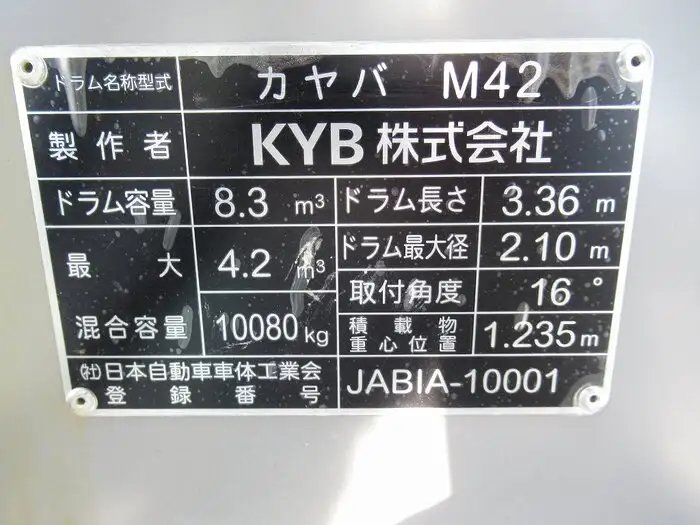 ドラム名称型式 カヤバ M42
製作者 KYB 株式会社
ドラム容量 8.3 m³ ドラム長さ 3.36 m
最大 4.2 m³ ドラム最大径 2.10 m
取付角度 16°
混合容量 10080kg 積載物
重心位置 1.235m
㈳日本自動車車体工業会
登録番号 JABIA-10001